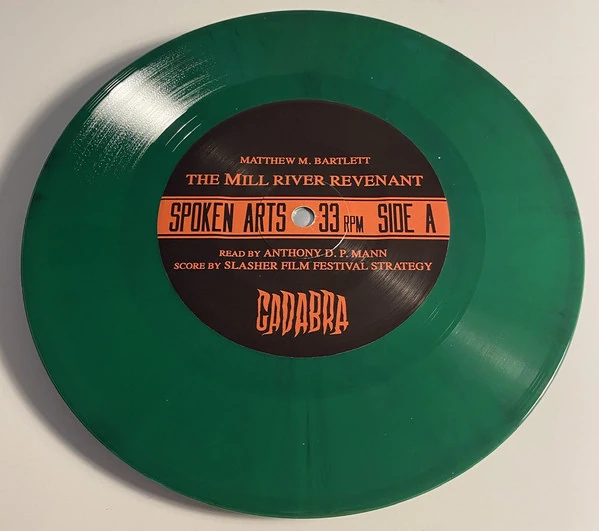 MATTHEW M. BARTLETT
THE MILL RIVER REVENANT
SPOKEN ARTS 33 RPM SIDE A
READ BY ANTHONY D. P. MANN
SCORE BY SLASHER FILM FESTIVAL STRATEGY
CADABRA